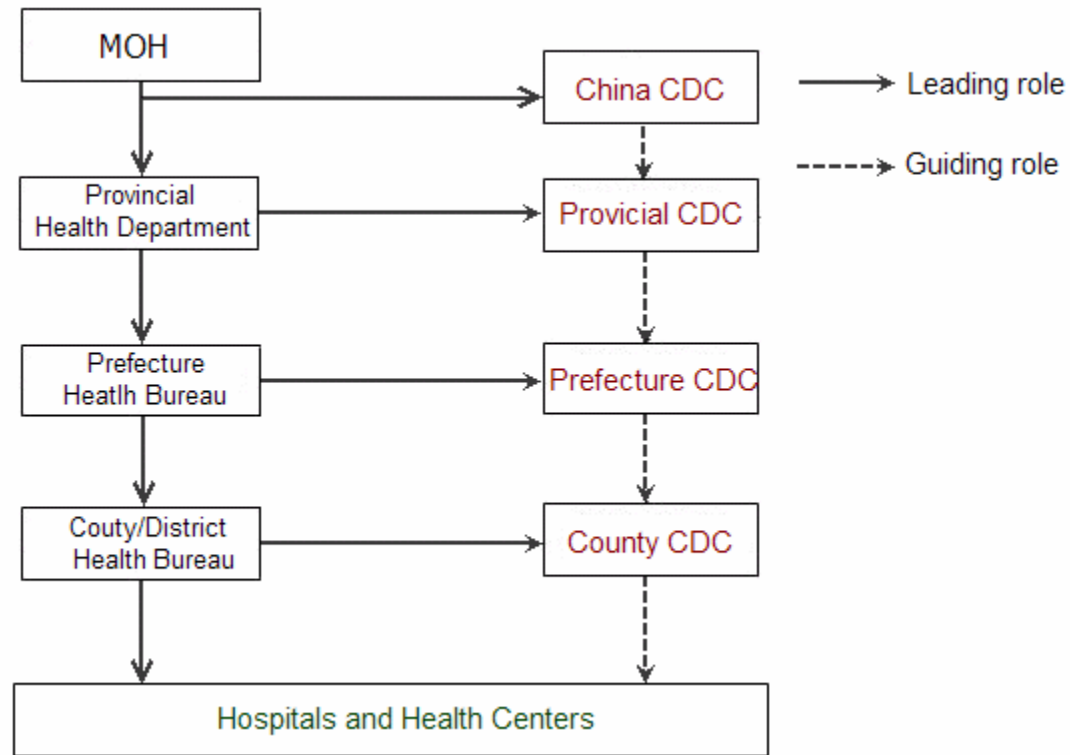 MOH
China CDC
Leading role
Guiding role
Provincial
Health Department
Provicial CDC
Prefecture
Heatlh Bureau
Prefecture CDC
Couty/District
Health Bureau
County CDC
Hospitals and Health Centers